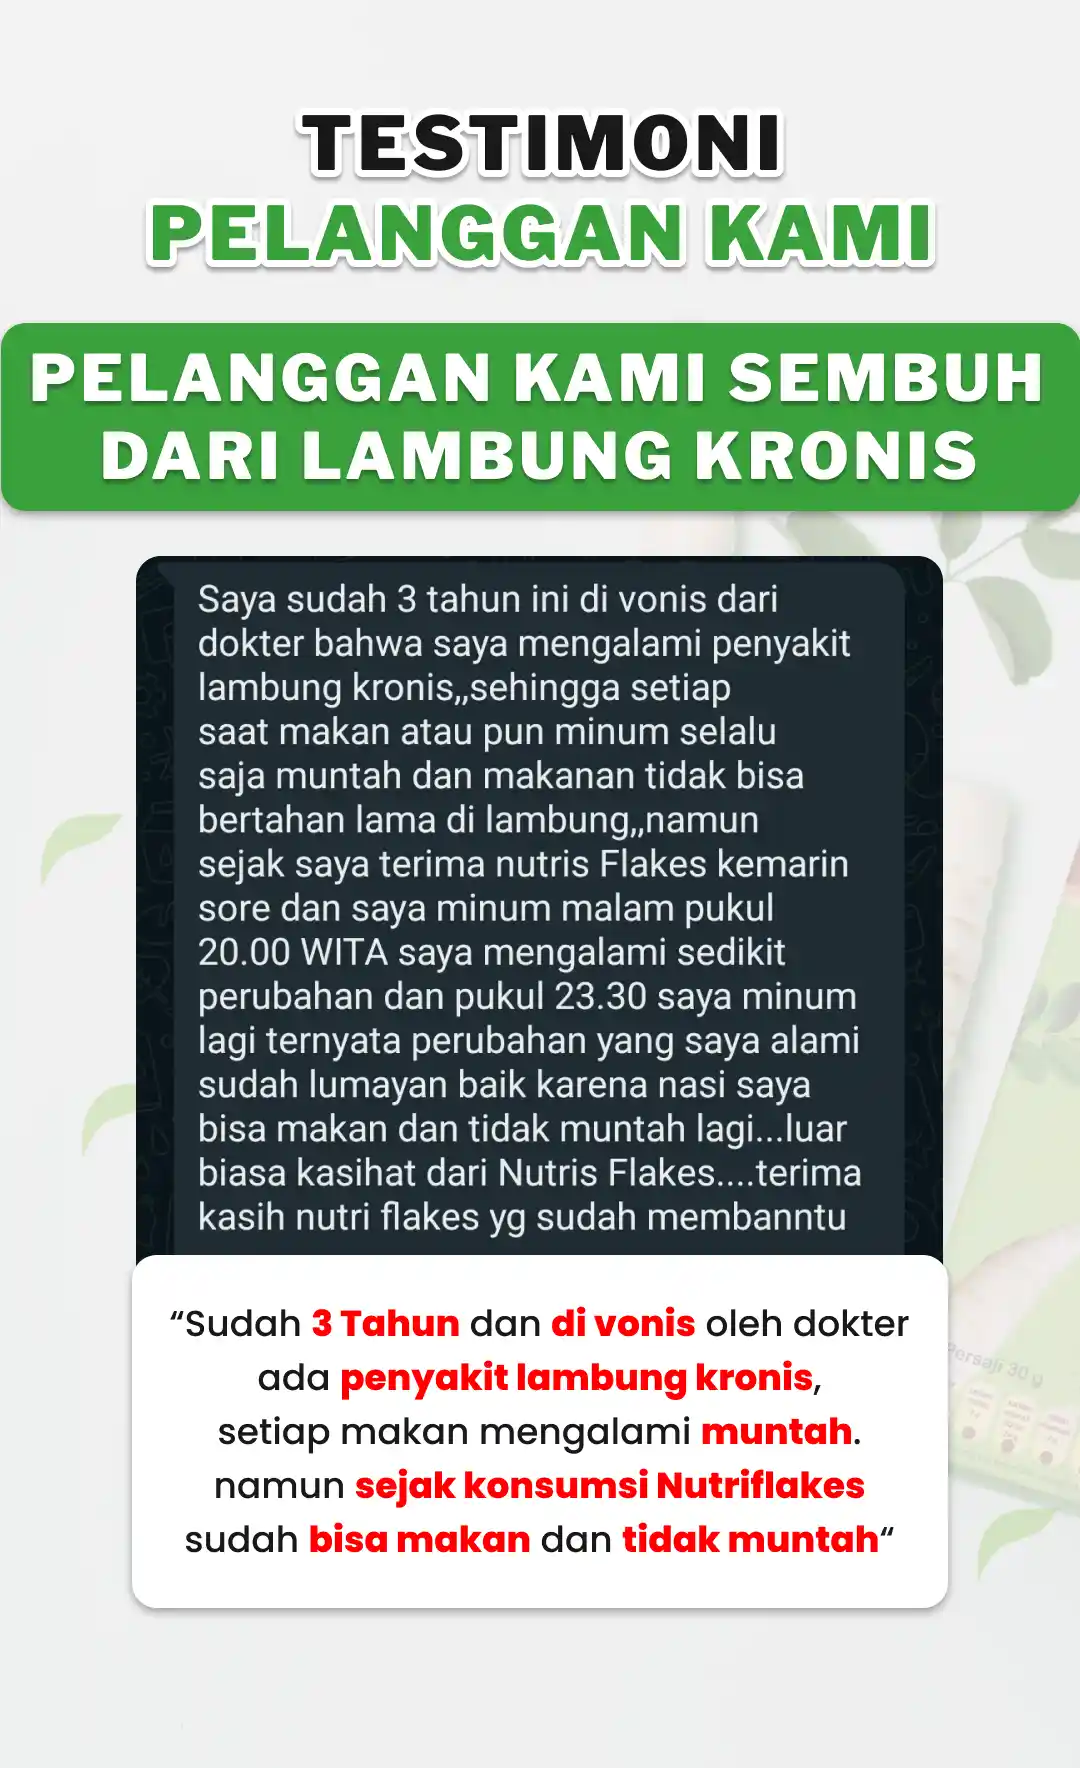 TESTIMONI
PELANGGAN KAMI
PELANGGAN KAMI SEMBUH
DARI LAMBUNG KRONIS
Saya sudah 3 tahun ini di vonis dari
dokter bahwa saya mengalami penyakit
lambung kronis,,sehingga setiap
saat makan atau pun minum selalu
saja muntah dan makanan tidak bisa
bertahan lama di lambung,,namun
sejak saya terima nutris Flakes kemarin
sore dan saya minum malam pukul
20.00 WITA saya mengalami sedikit
perubahan dan pukul 23.30 saya minum
lagi ternyata perubahan yang saya alami
sudah lumayan baik karena nasi saya
bisa makan dan tidak muntah lagi...luar
biasa kasihat dari Nutris Flakes....terima
kasih nutri flakes yg sudah membanntu
“Sudah 3 Tahun dan di vonis oleh dokter
ada penyakit lambung kronis,
setiap makan mengalami muntah.
namun sejak konsumsi Nutriflakes
sudah bisa makan dan tidak muntah“
persaji 30 g